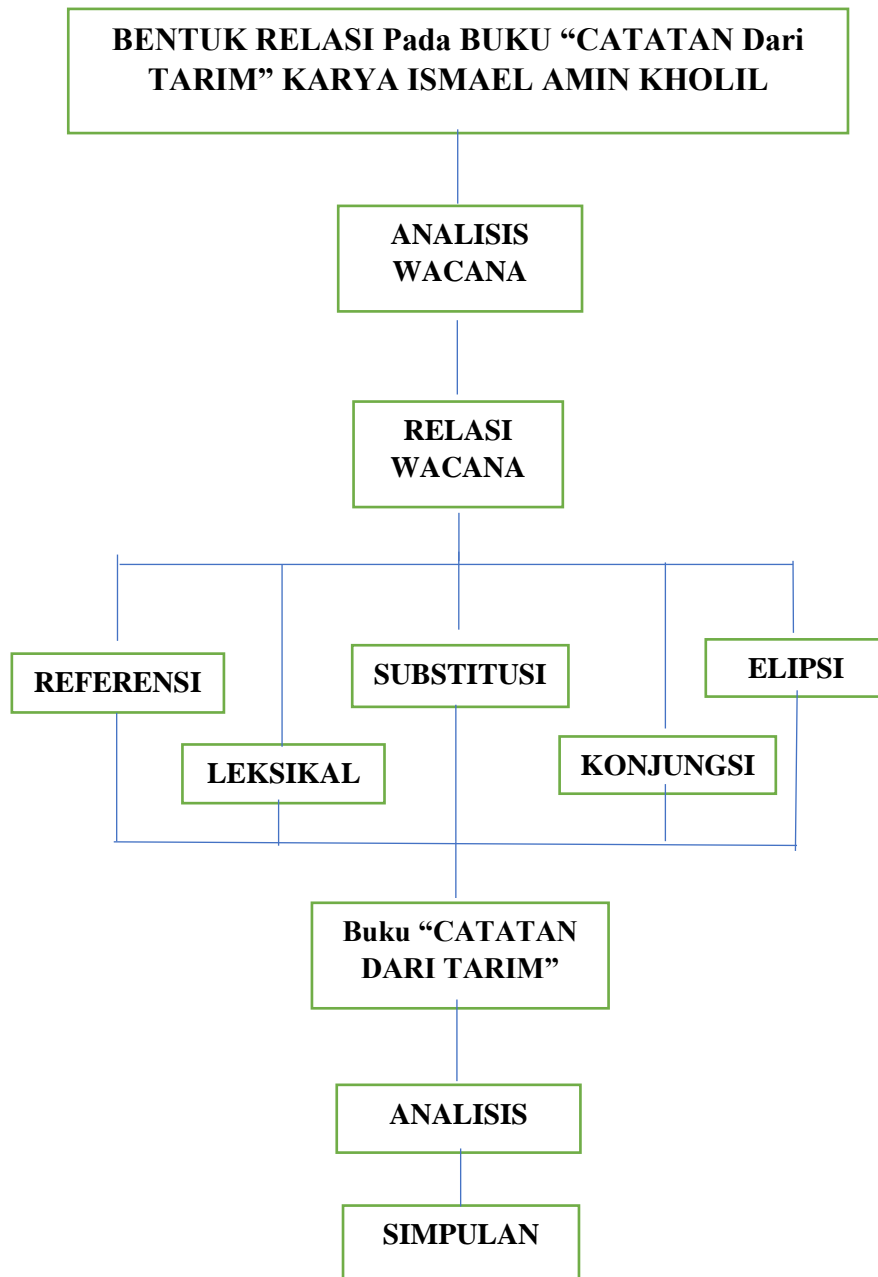 BENTUK RELASI Pada BUKU “CATATAN Dari
TARIM” KARYA ISMAEL AMIN KHOLIL
ANALISIS
WACANA
RELASI
WACANA
REFERENSI
LEKSIKAL
SUBSTITUSI
KONJUNGSI
ELIPSI
Buku “CATATAN
DARI TARIM”
ANALISIS
SIMPULAN